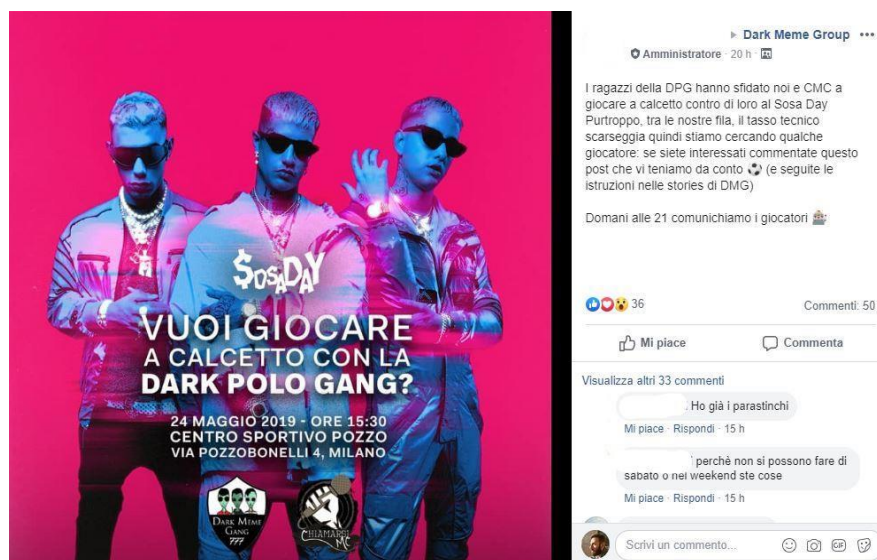 $OSADAY
VUOI GIOCARE
A CALCETTO CON LA
DARK POLO GANG?
24 MAGGIO 2019 - ORE 15:30
CENTRO SPORTIVO POZZO
VIA POZZOBONELLI 4, MILANO
DARK MEME
GANG
777
CHIAMARSI
MC
Dark Meme Group
Amministratore · 20 h ·
I ragazzi della DPG hanno sfidato noi e CMC a
giocare a calcetto contro di loro al Sosa Day
Purtroppo, tra le nostre fila, il tasso tecnico
scarseggia quindi stiamo cercando qualche
giocatore: se siete interessati commentate questo
post che vi teniamo da conto ⚽ (e seguite le
istruzioni nelle stories di DMG)
Domani alle 21 comunichiamo i giocatori
36
Commenti: 50
Mi piace
Commenta
Visualizza altri 33 commenti
Ho già i parastinchi
Mi piace · Rispondi · 15 h
perchè non si possono fare di
sabato o nel weekend ste cose
Mi piace · Rispondi · 15 h
Scrivi un commento...
GIF